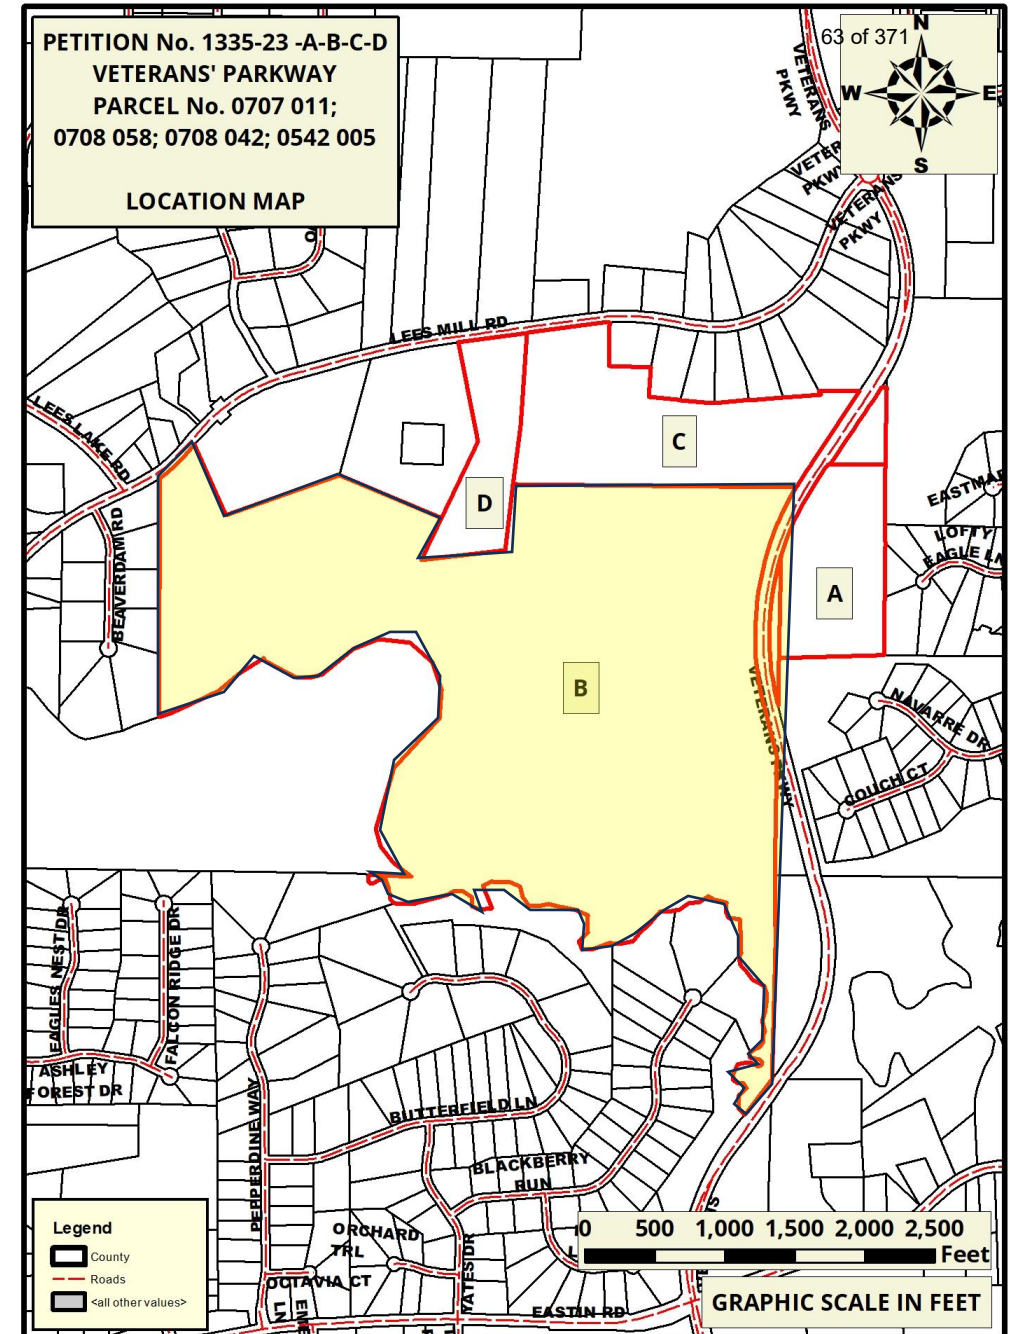 PETITION No. 1335-23 -A-B-C-D
VETERANS' PARKWAY
PARCEL No. 0707 011;
0708 058; 0708 042; 0542 005
LOCATION MAP
63 of 371
N
W
E
S
VETERANS
PKWY
PKWY
VETERANS
PKWY
LEES MILL RD
LEES LAKE RD
BEAVERDAM RD
C
D
A
B
LOFTY
EAGLE LN
VETERANS PKWY
NAVARRE DR
COUCH CT
EAGLES NEST DR
FALCON RIDGE DR
ASHLEY
FOREST DR
PEPPERDINE WAY
BUTTERFIELD LN
BLACKBERRY
RUN
ORCHARD
TRL
OCTAVIA CT
YATES DR
LN
EASTIN RD
Legend
County
Roads
<all other values>
0 500 1,000 1,500 2,000 2,500
Feet
GRAPHIC SCALE IN FEET